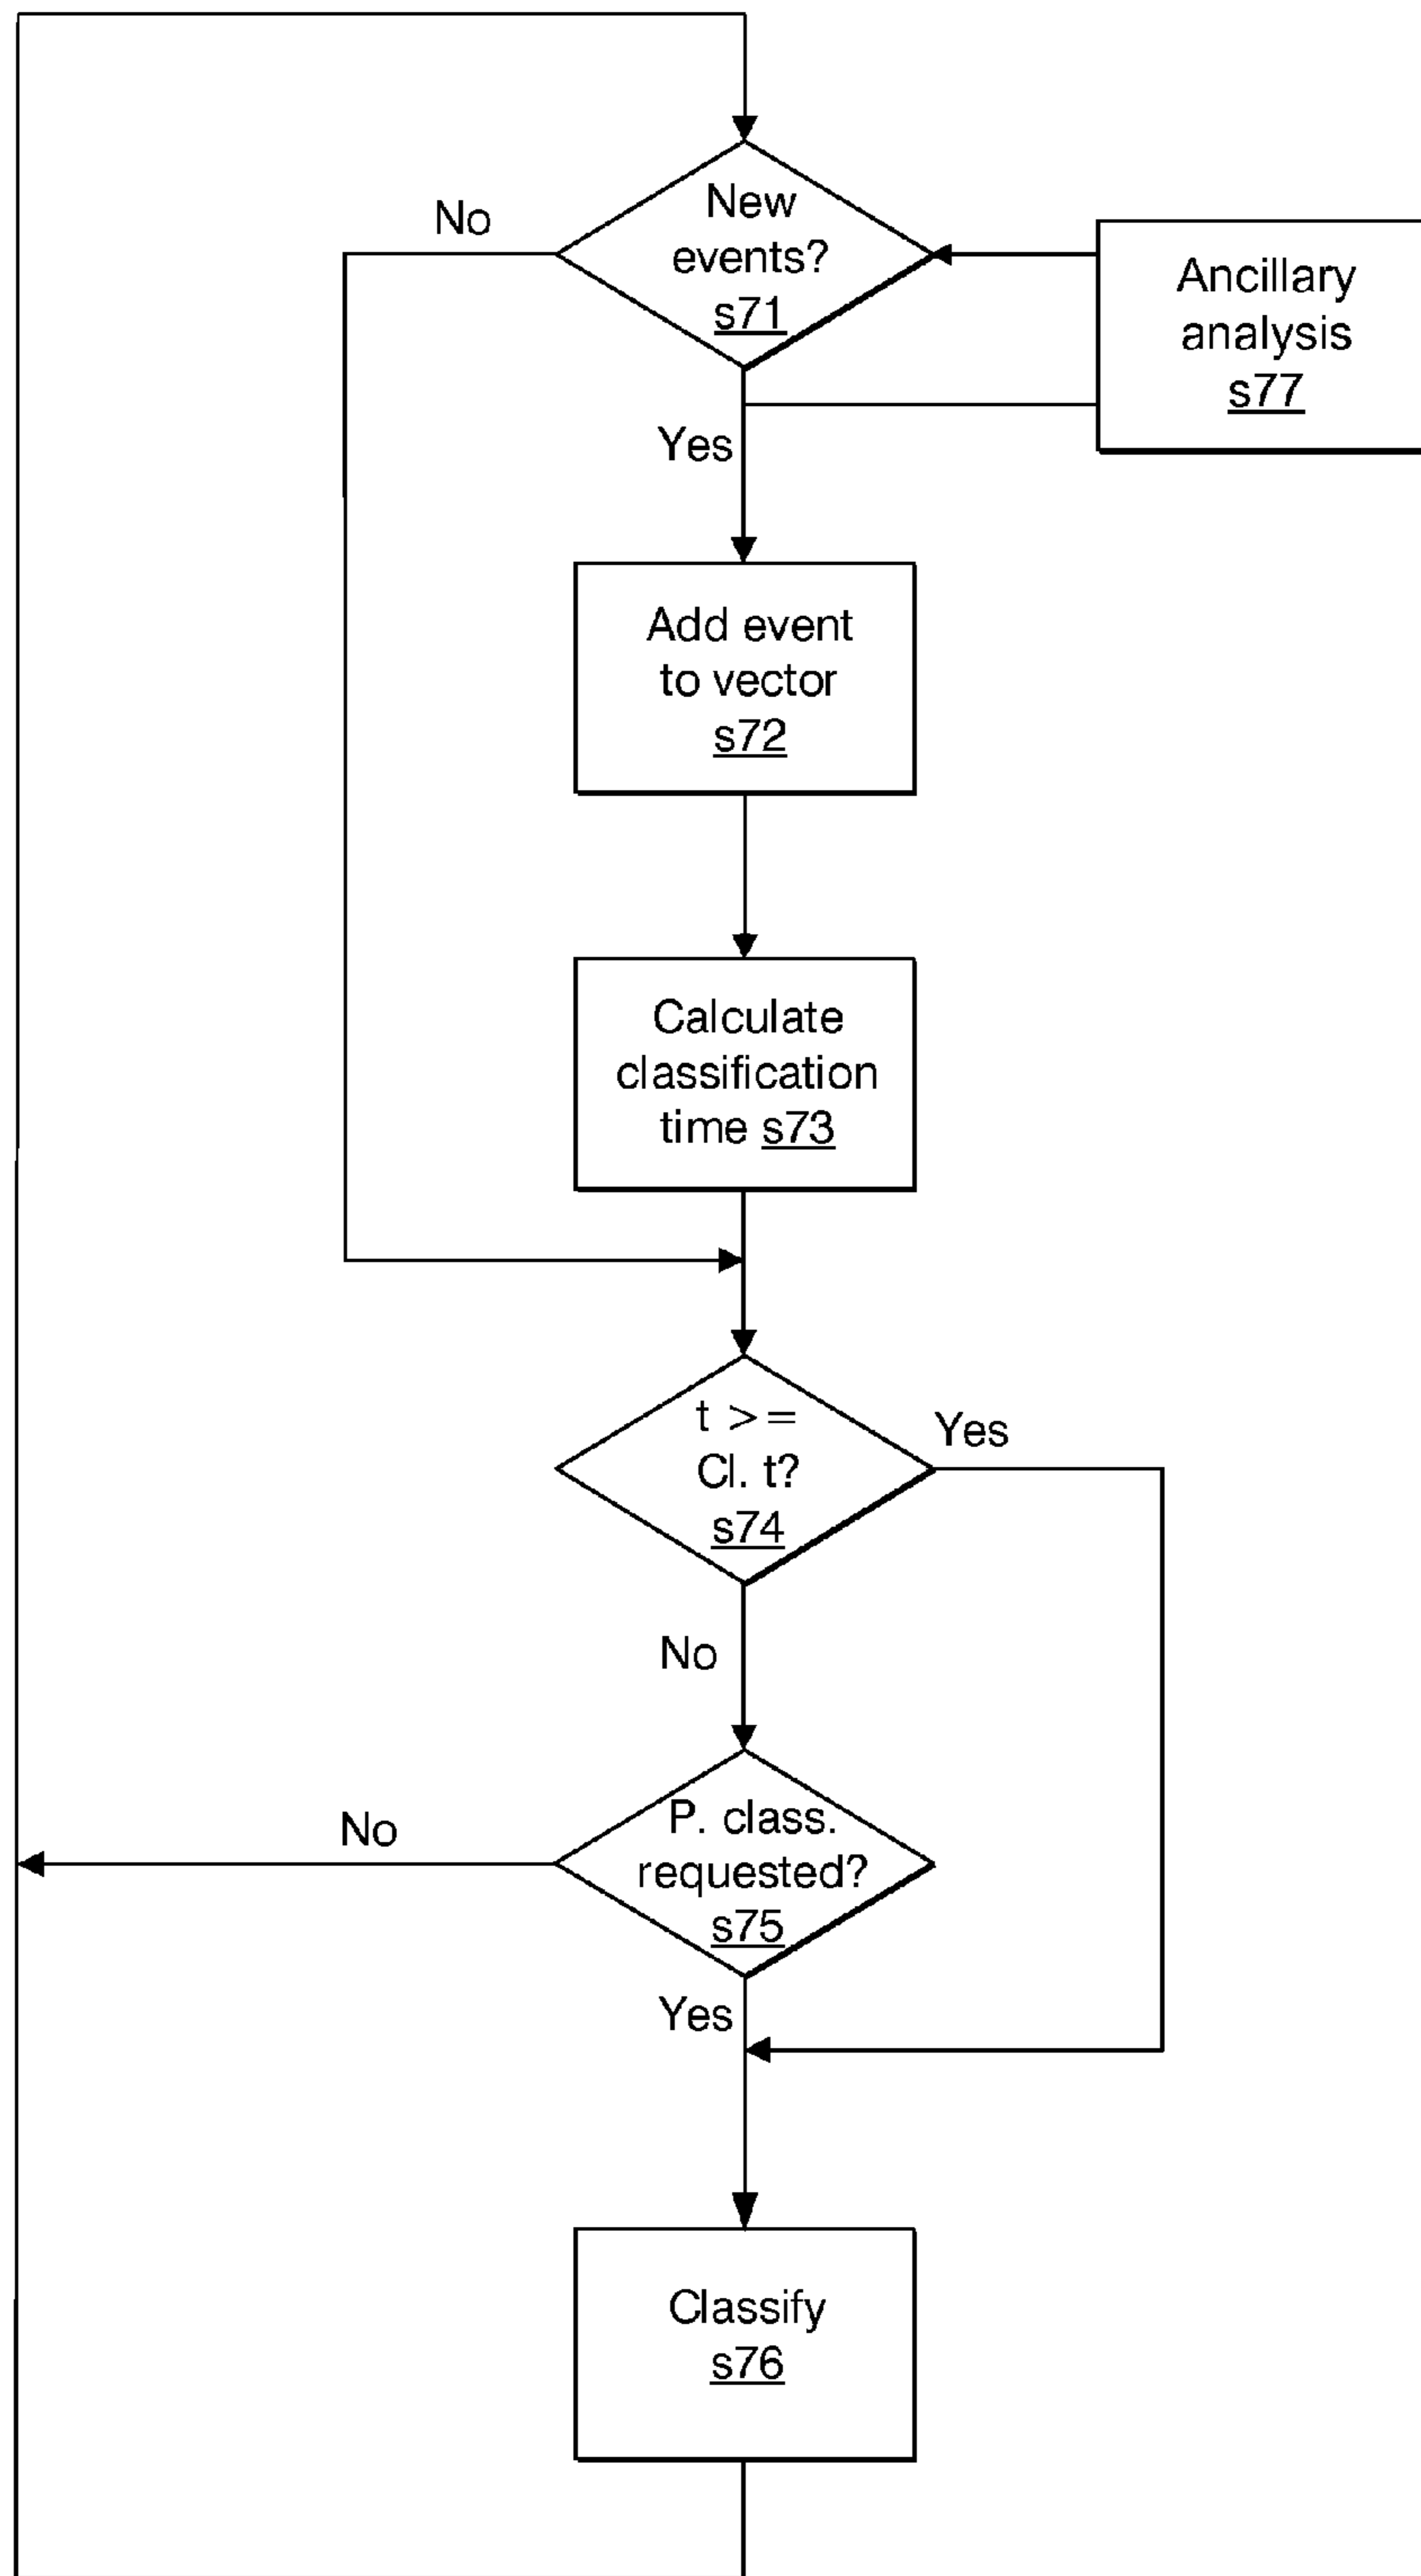 No
New
events?
s71
Ancillary
analysis
s77
Yes
Add event
to vector
s72
Calculate
classification
time s73
t >=
Cl. t?
s74
Yes
No
P. class.
requested?
s75
No
Yes
Classify
s76